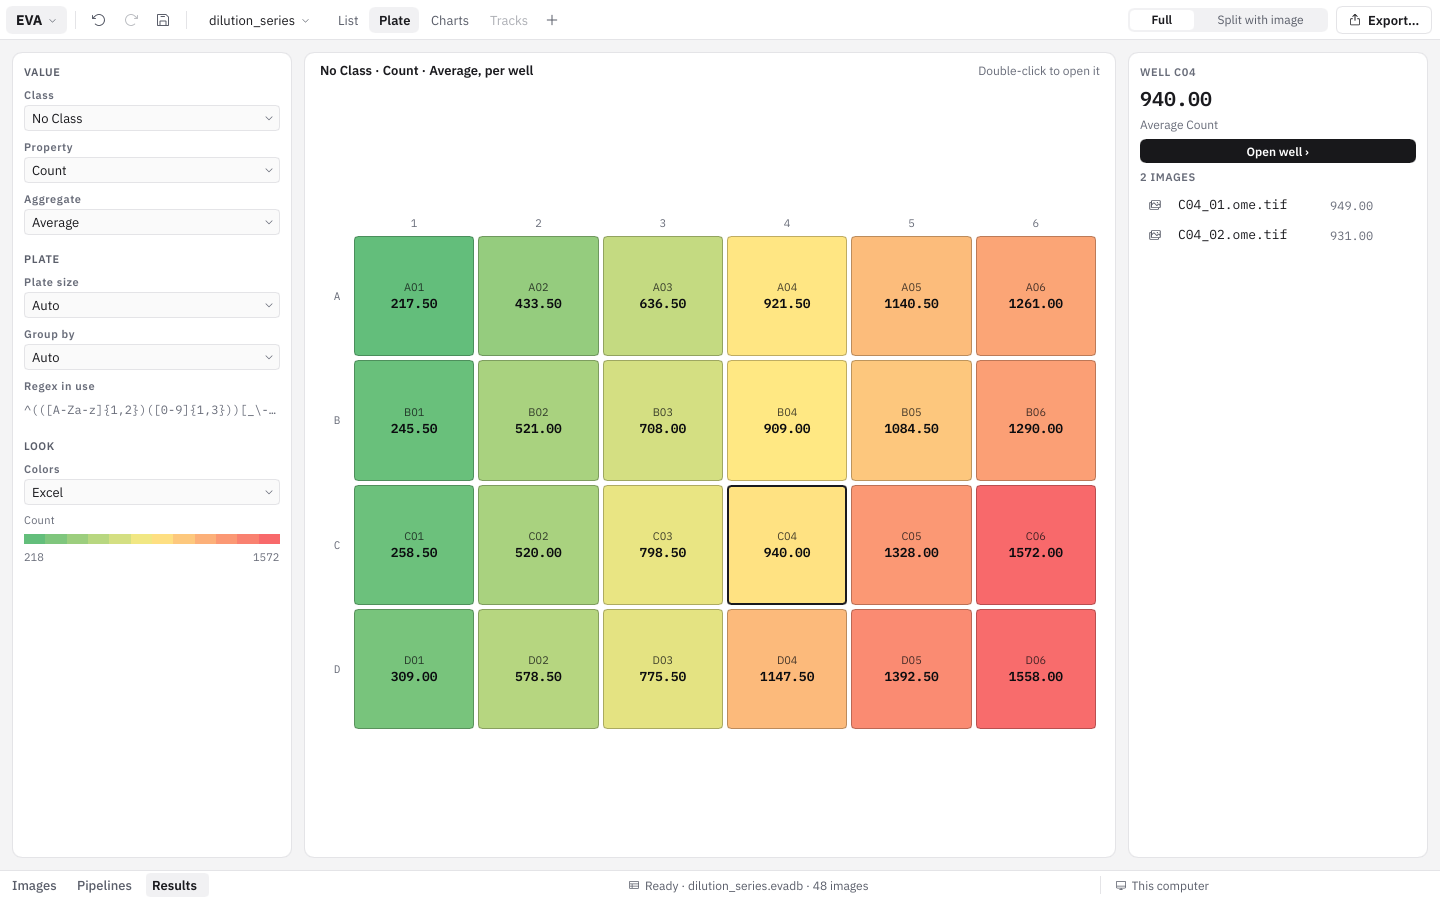 EVA
dilution_series
List
Plate
Charts
Tracks
Full
Split with image
Export...
VALUE
Class
No Class
Property
Count
Aggregate
Average
PLATE
Plate size
Auto
Group by
Auto
Regex in use
^(([A-Za-z]{1,2})([0-9]{1,3}))[_\-…
LOOK
Colors
Excel
Count
218 1572
No Class · Count · Average, per well
Double-click to open it
1 2 3 4 5 6
A
A01 A02 A03 A04 A05 A06
217.50 433.50 636.50 921.50 1140.50 1261.00
B
B01 B02 B03 B04 B05 B06
245.50 521.00 708.00 909.00 1084.50 1290.00
C
C01 C02 C03 C04 C05 C06
258.50 520.00 798.50 940.00 1328.00 1572.00
D
D01 D02 D03 D04 D05 D06
309.00 578.50 775.50 1147.50 1392.50 1558.00
WELL C04
940.00
Average Count
Open well ›
2 IMAGES
C04_01.ome.tif 949.00
C04_02.ome.tif 931.00
Images
Pipelines
Results
Ready · dilution_series.evadb · 48 images
This computer